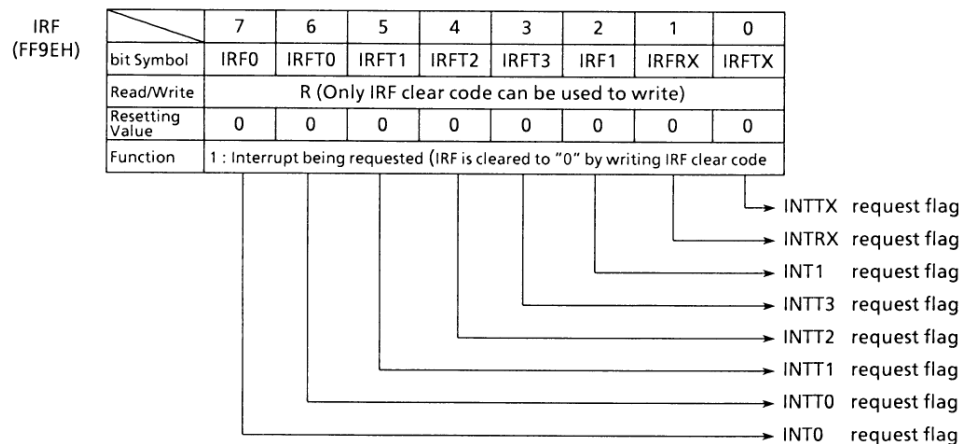 IRF
(FF9EH)
7 6 5 4 3 2 1 0
bit Symbol IRF0 IRFT0 IRFT1 IRFT2 IRFT3 IRF1 IRFRX IRFTX
Read/Write R (Only IRF clear code can be used to write)
Resetting
Value 0 0 0 0 0 0 0 0
Function 1 : Interrupt being requested (IRF is cleared to "0" by writing IRF clear code
INTTX request flag
INTRX request flag
INT1 request flag
INTT3 request flag
INTT2 request flag
INTT1 request flag
INTT0 request flag
INT0 request flag